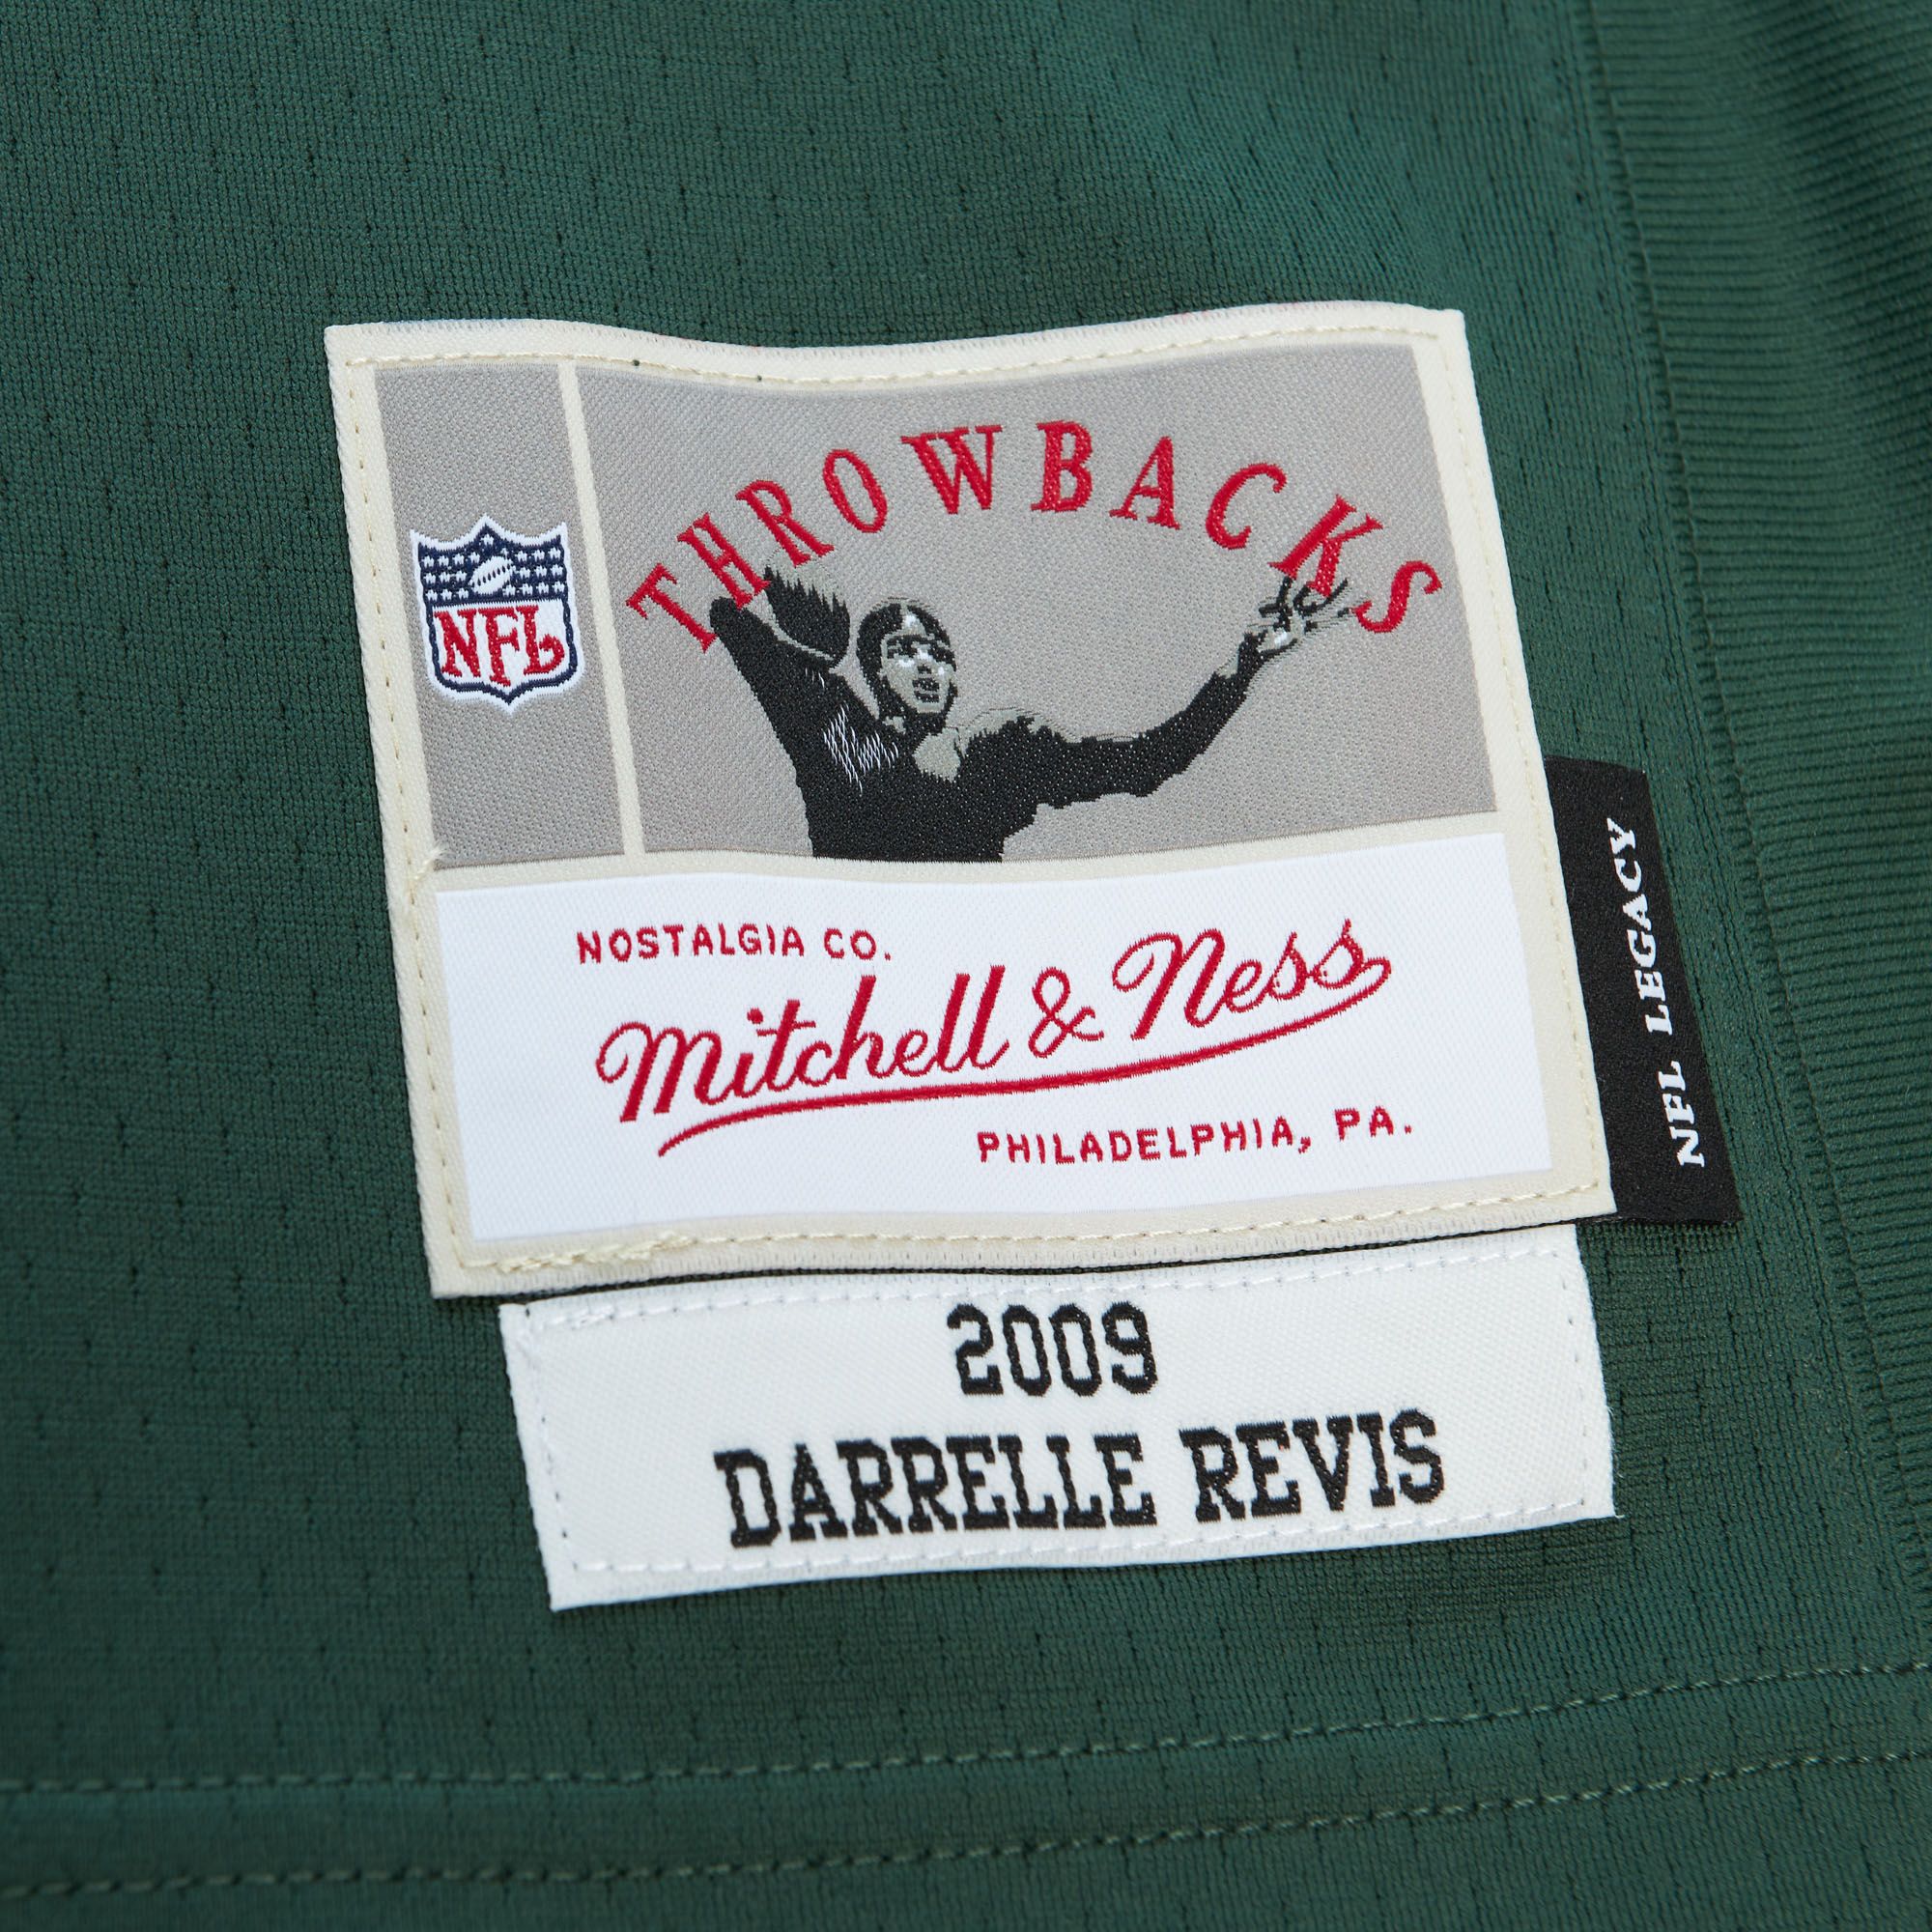 THROWBACKS
NFL
NOSTALGIA CO.
Mitchell & Ness
PHILADELPHIA, PA.
NFL LEGACY
2009
DARRELLE REVIS